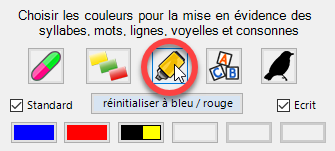 Choisir les couleurs pour la mise en évidence des
syllabes, mots, lignes, voyelles et consonnes
A
B
C
Standard
réinitialiser à bleu / rouge
Ecrit